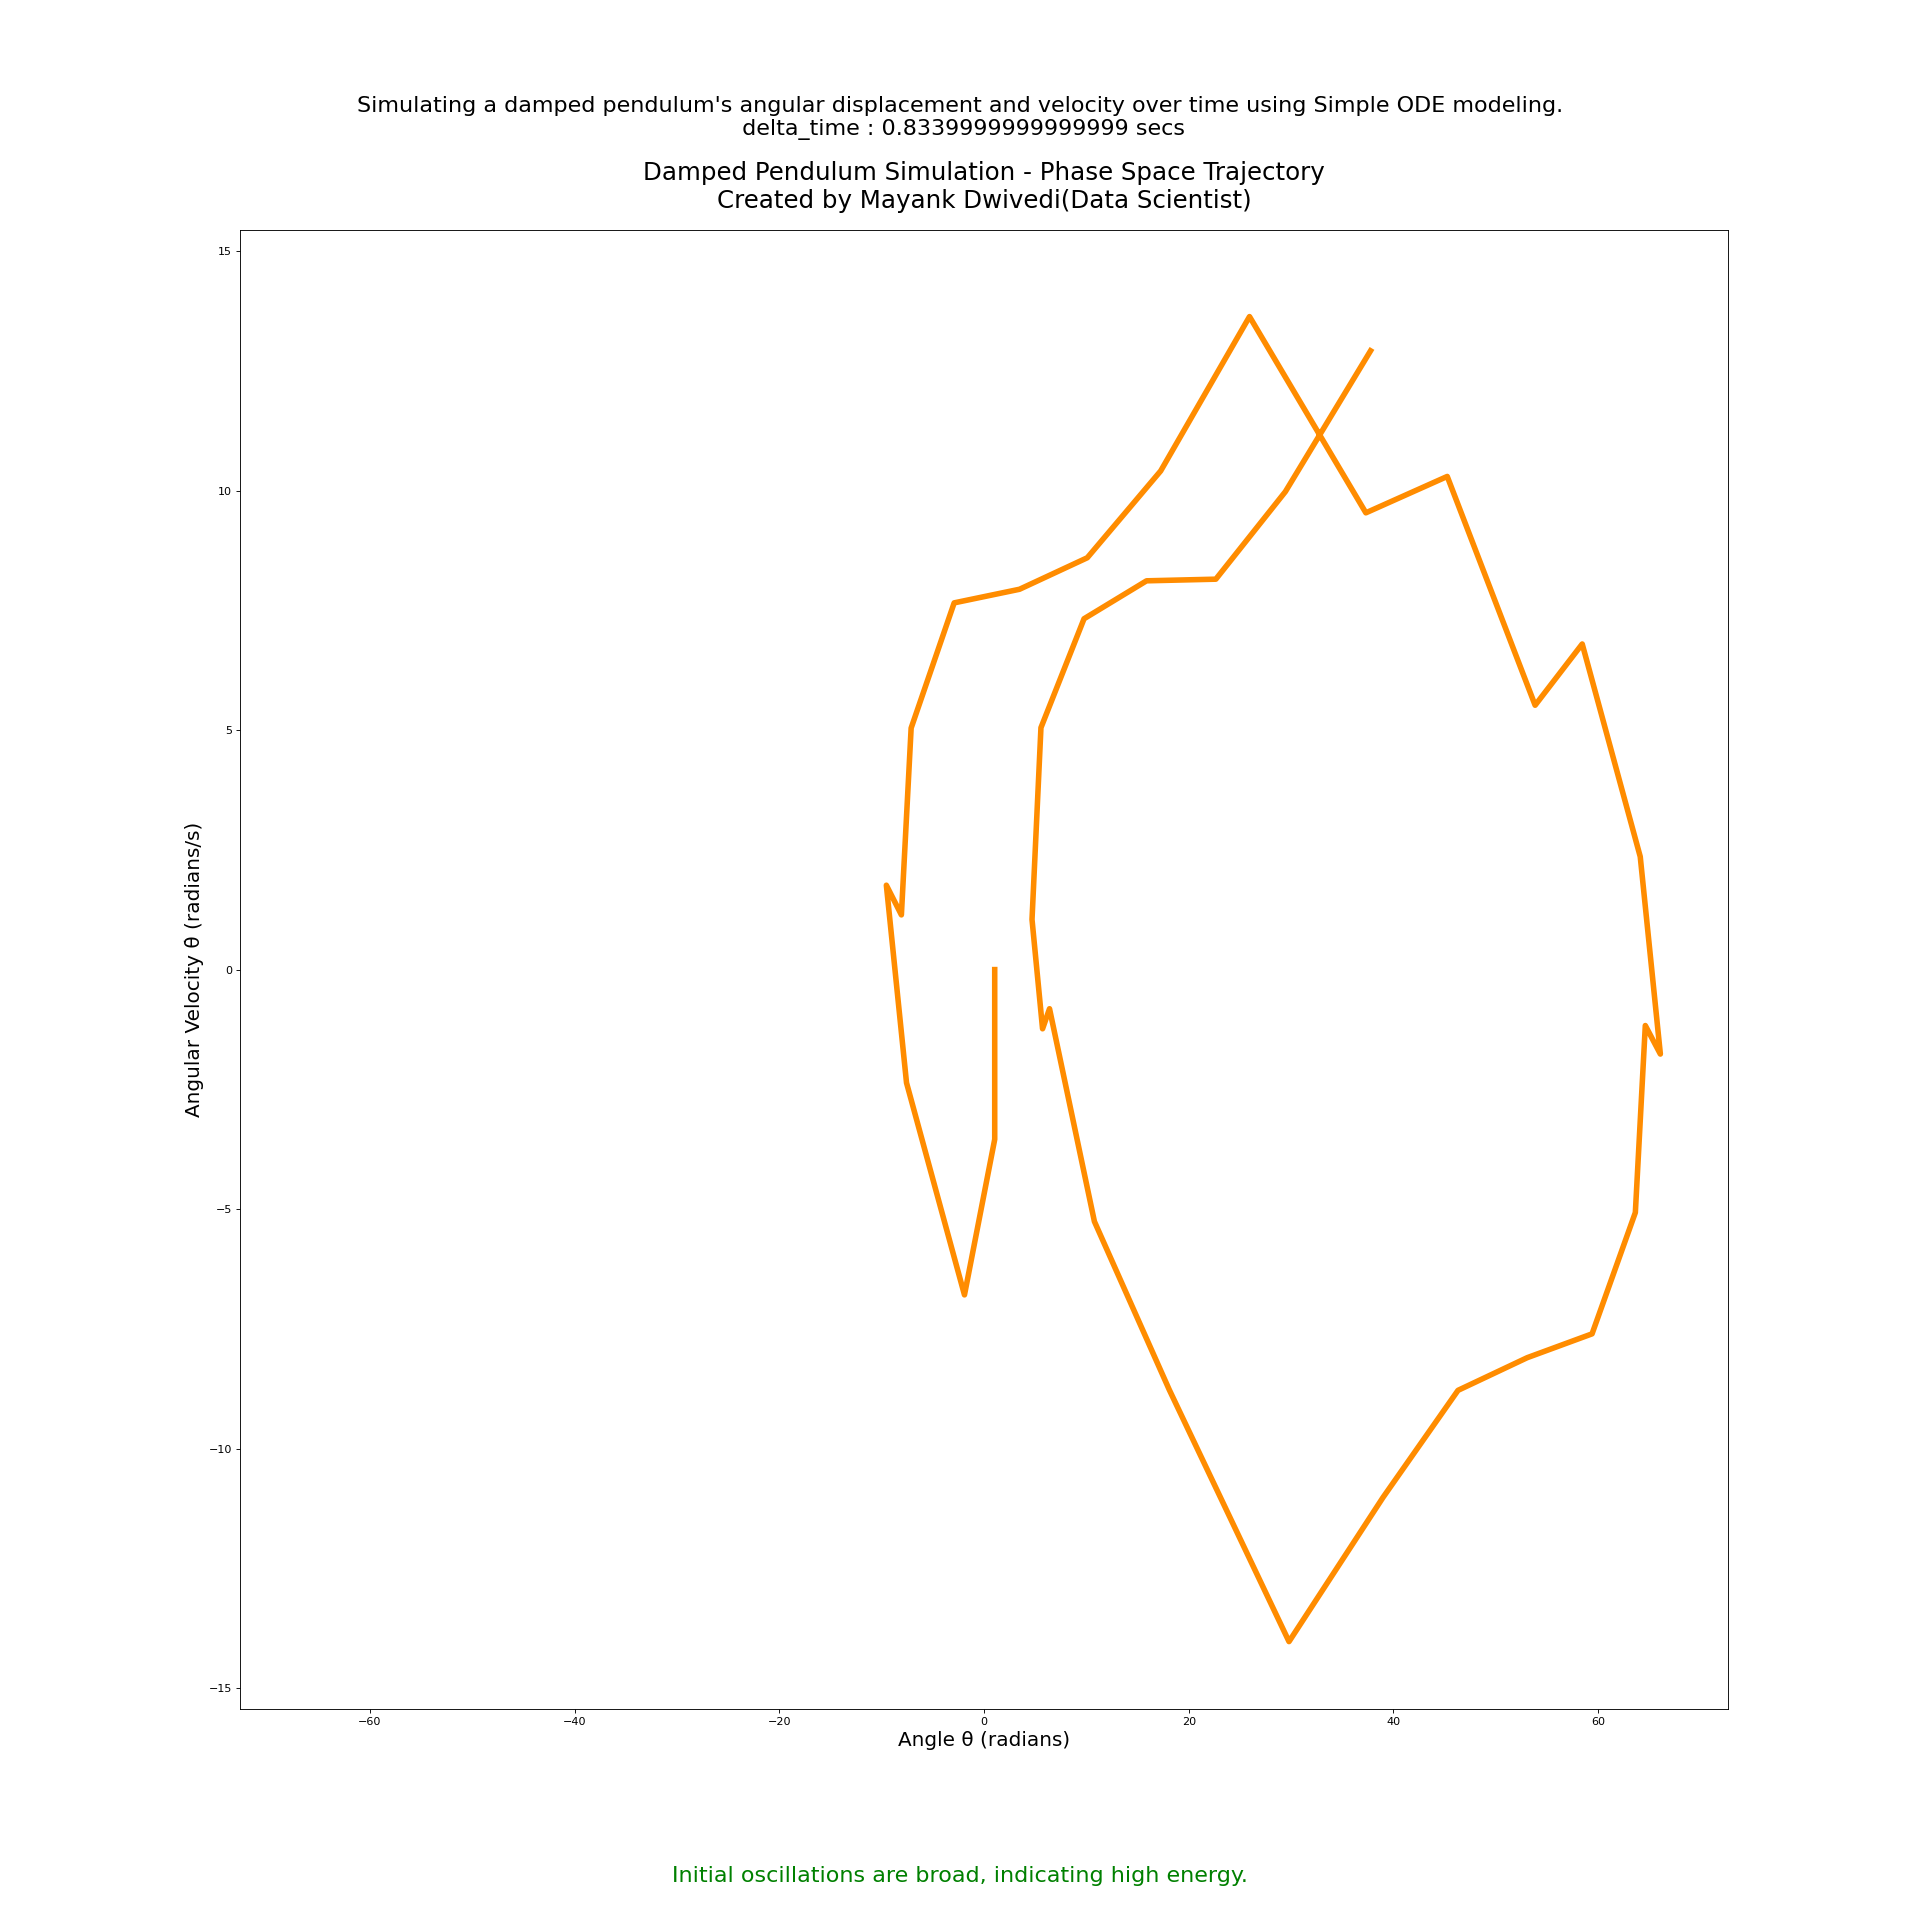 Simulating a damped pendulum's angular displacement and velocity over time using Simple ODE modeling.
delta_time : 0.8339999999999999 secs
Damped Pendulum Simulation - Phase Space Trajectory
Created by Mayank Dwivedi(Data Scientist)
Angular Velocity θ (radians/s)
15
10
5
0
−5
−10
−15
−60
−40
−20
0
20
40
60
Angle θ (radians)
Initial oscillations are broad, indicating high energy.